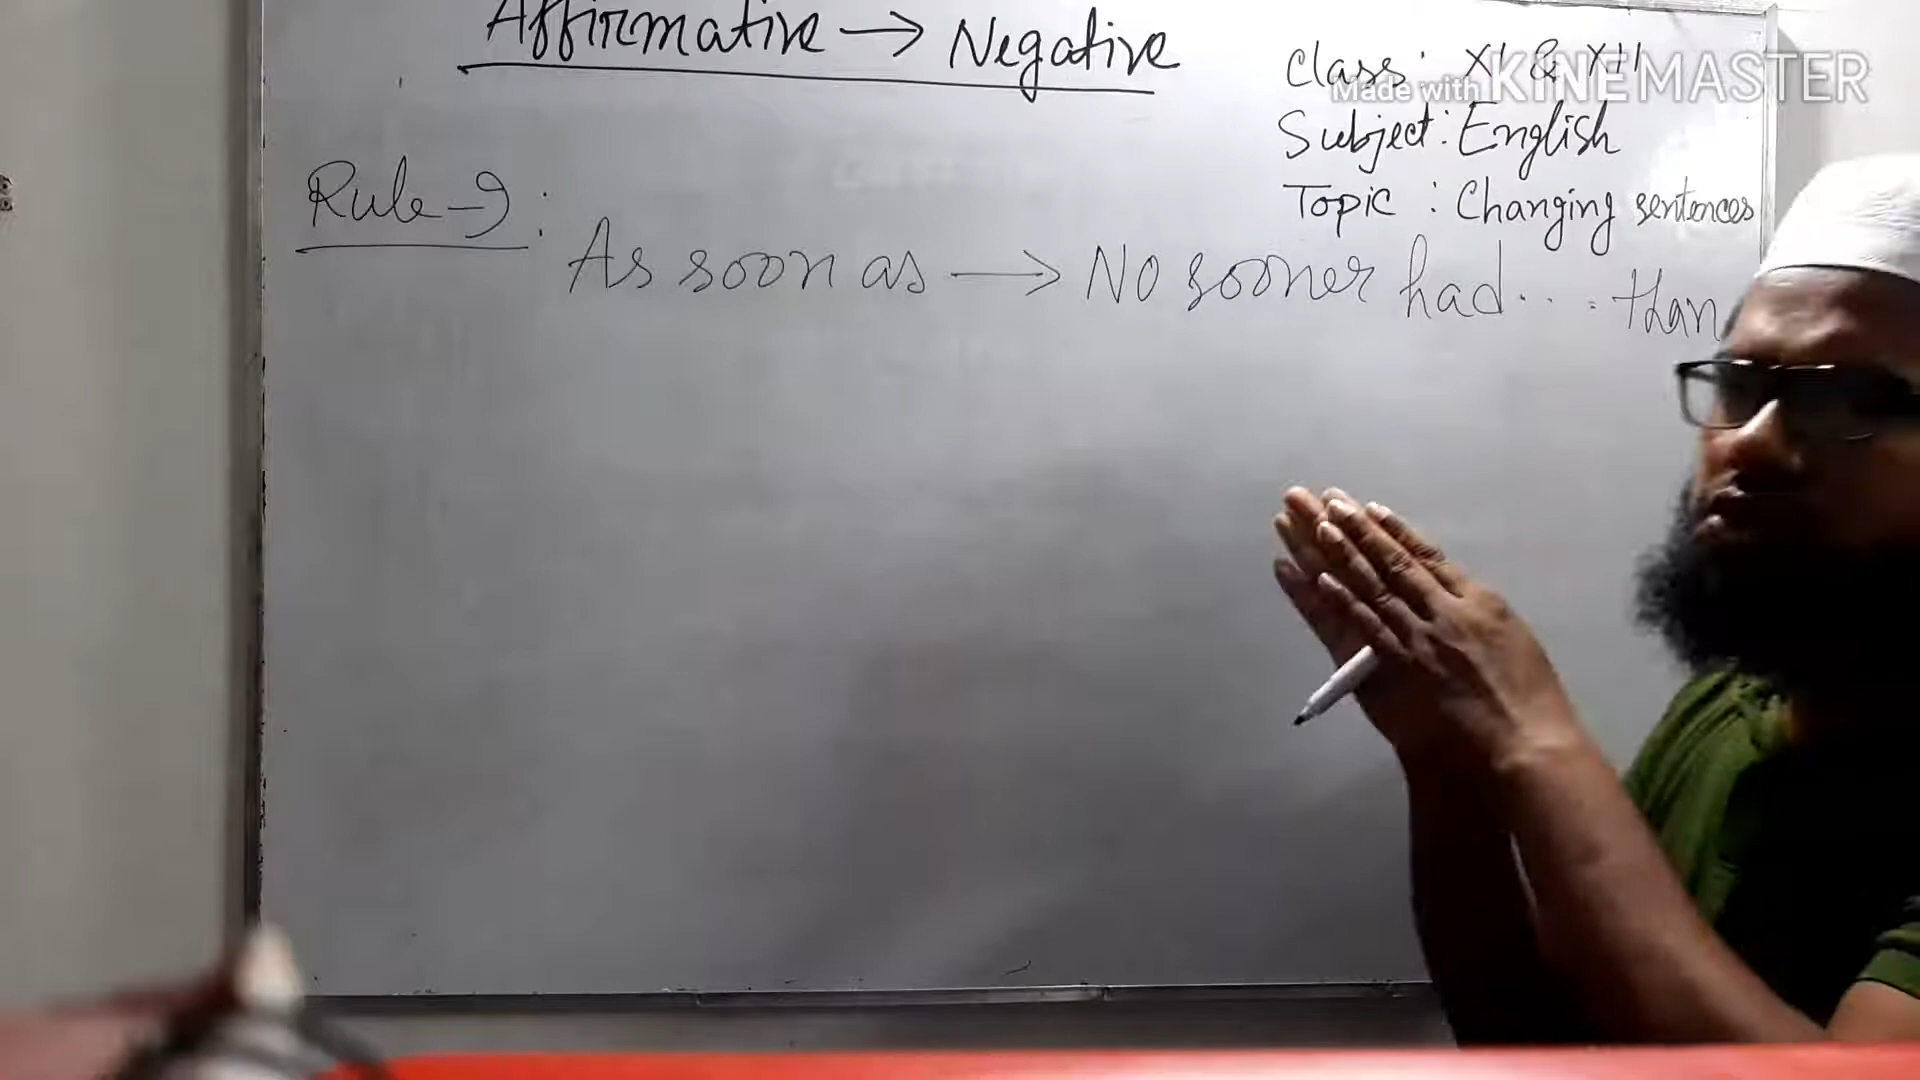 Affirmative → Negative
Class: XI & XII
Made with KINEMASTER
Subject: English
Topic: Changing sentences
Rule-9:
As soon as → No sooner had... than